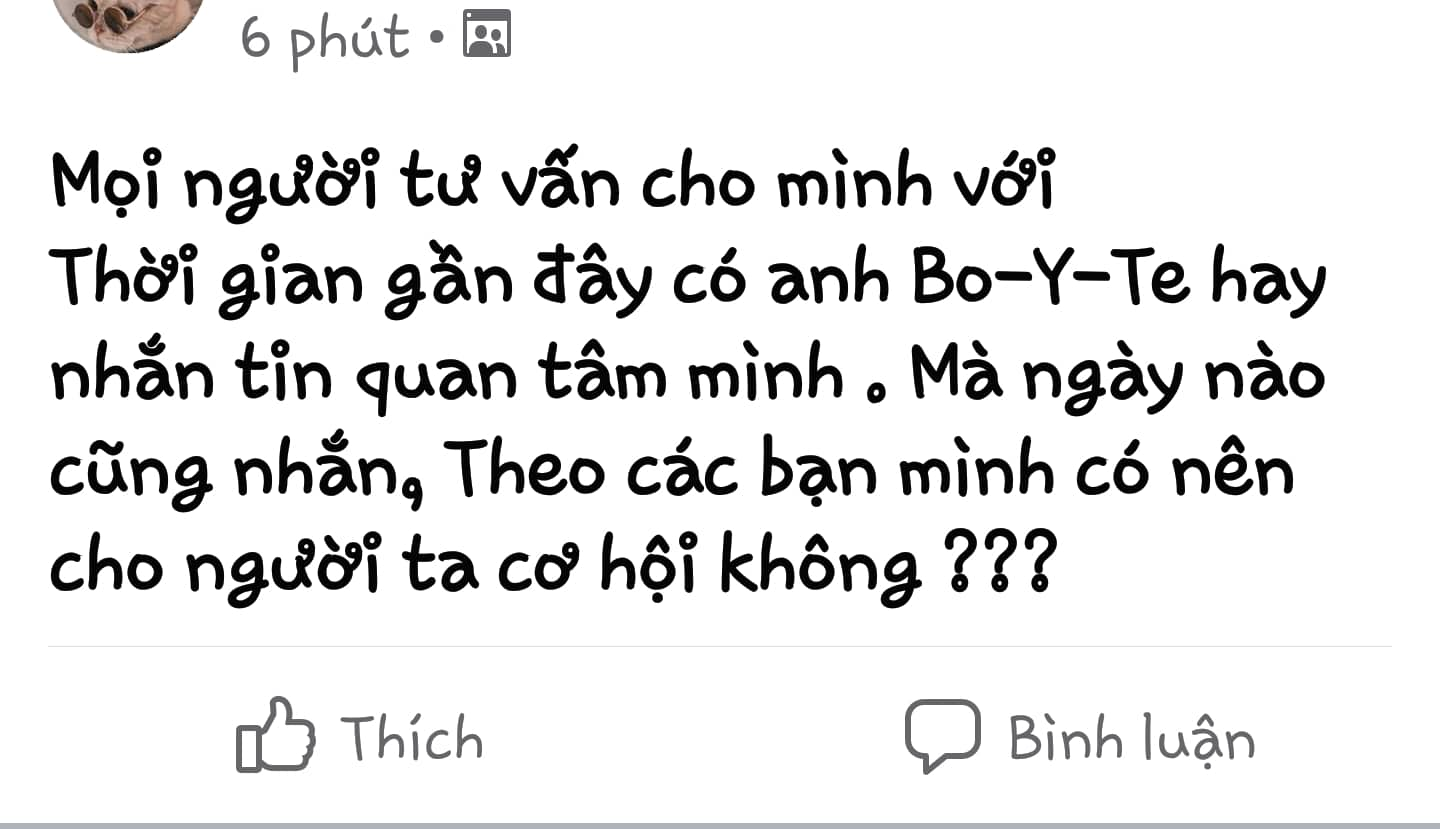 6 phút •
Mọi người tư vấn cho mình với
Thời gian gần đây có anh Bo-Y-Te hay
nhắn tin quan tâm mình . Mà ngày nào
cũng nhắn, Theo các bạn mình có nên
cho người ta cơ hội không ???
Thích
Bình luận